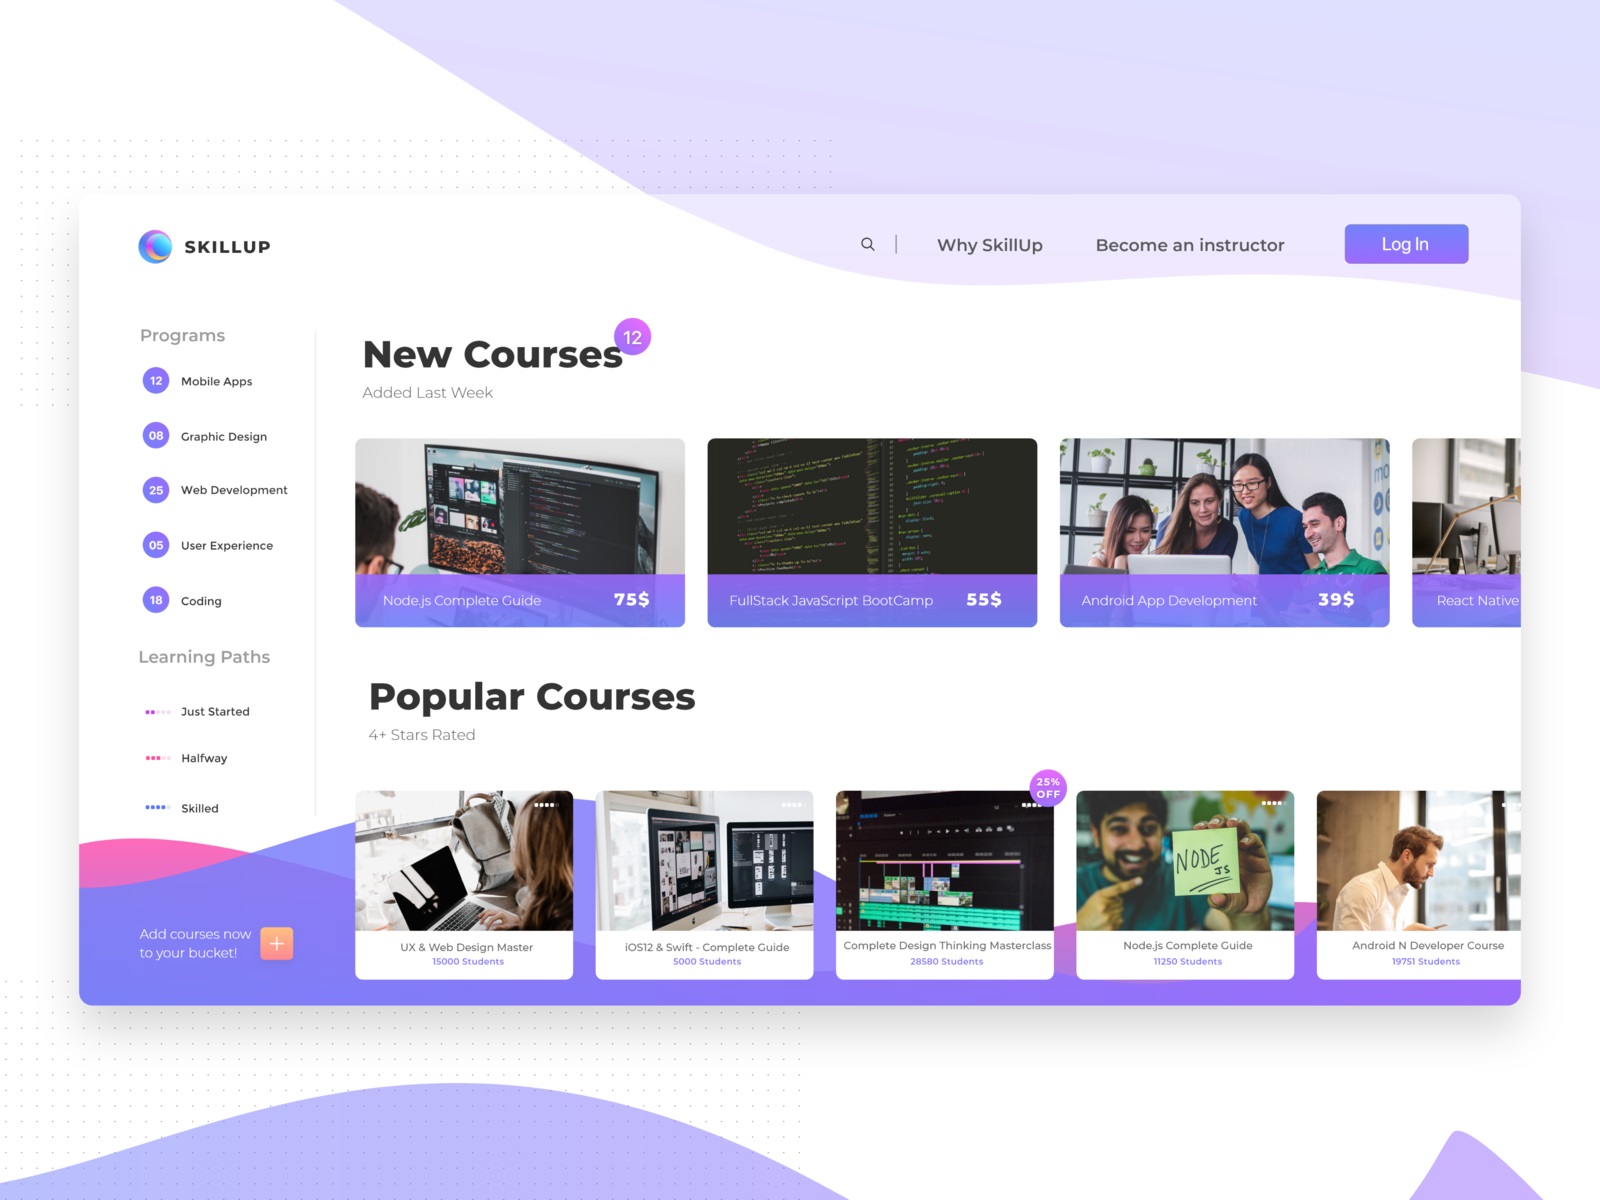 SKILLUP
Why SkillUp
Become an instructor
Log In
Programs
12 Mobile Apps
08 Graphic Design
25 Web Development
05 User Experience
18 Coding
Learning Paths
Just Started
Halfway
Skilled
Add courses now
to your bucket!
New Courses 12
Added Last Week
Node.js Complete Guide 75$
FullStack JavaScript BootCamp 55$
Android App Development 39$
React Native
Popular Courses
4+ Stars Rated
UX & Web Design Master
15000 Students
iOS12 & Swift - Complete Guide
5000 Students
25%
OFF
Complete Design Thinking Masterclass
28580 Students
NODE
JS
Node.js Complete Guide
11250 Students
Android N Developer Course
19751 Students